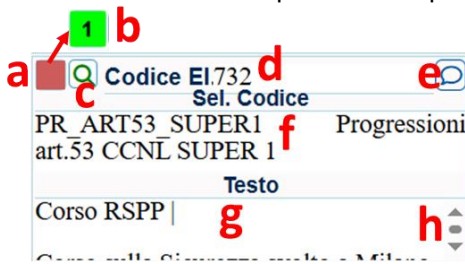 1 b
a c Codice El.732 d e
Sel. Codice
PR_ART53_SUPER1 f Progressioni
art.53 CCNL SUPER 1
Testo
Corso RSPP g h